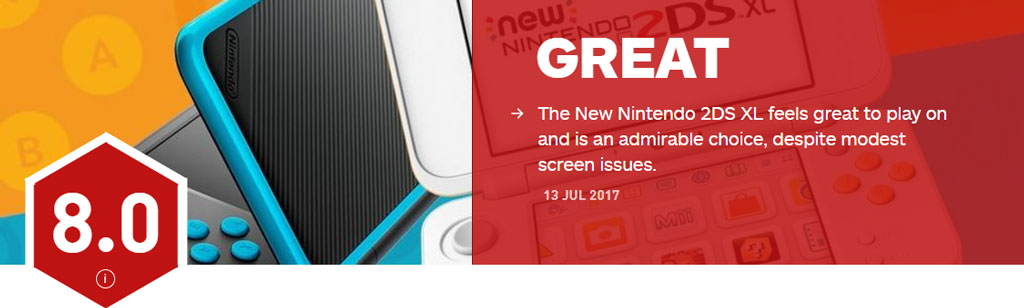 Nintendo
A
B
new
NINTENDO 2DS XL
GREAT
→ The New Nintendo 2DS XL feels great to play on
and is an admirable choice, despite modest
screen issues.
13 JUL 2017
Mii
8.0
i